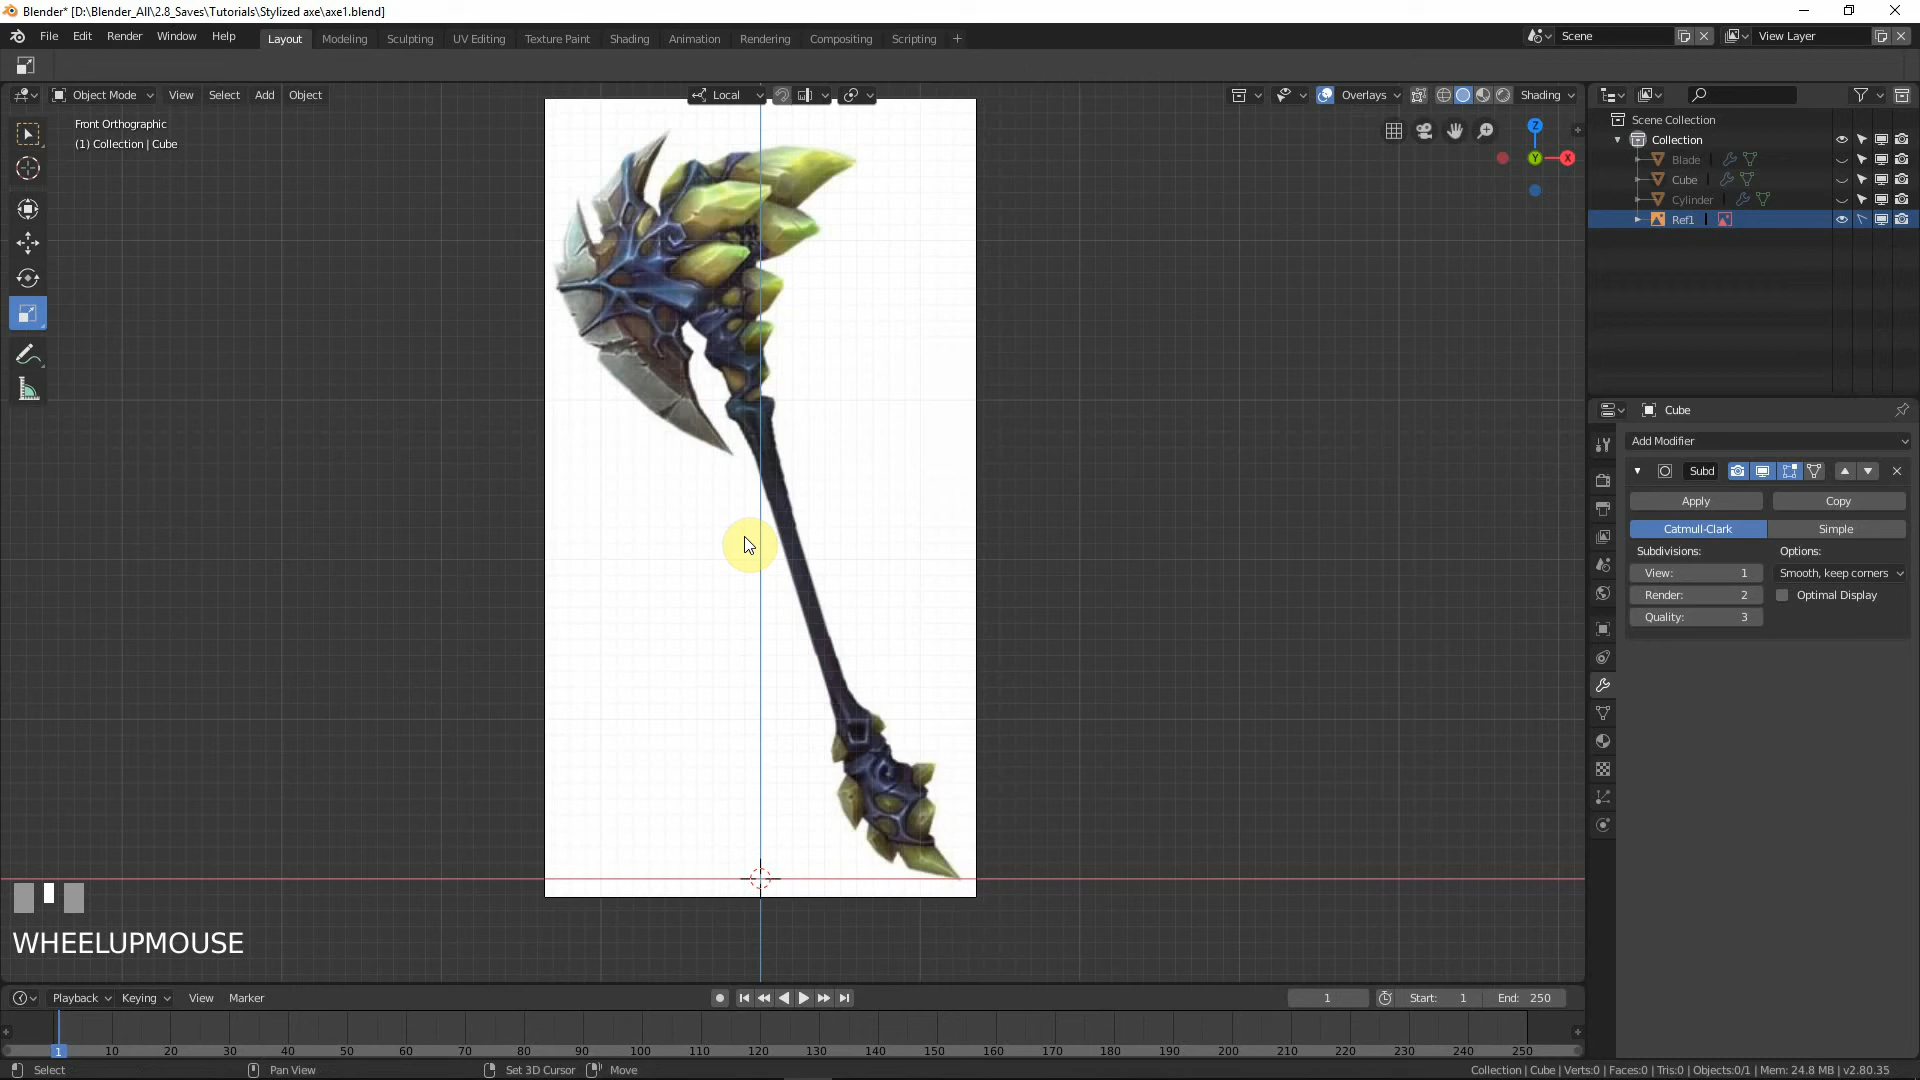 Blender* [D:\Blender_All\2.8_Saves\Tutorials\Stylized axe\axe1.blend]
File Edit Render Window Help Layout Modeling Sculpting UV Editing Texture Paint Shading Animation Rendering Compositing Scripting + Scene View Layer
Object Mode View Select Add Object Local Overlays Shading
Front Orthographic
(1) Collection | Cube
Z
Y
X
Scene Collection
Collection
Blade
Cube
Cylinder
Ref1
Cube
Add Modifier
Subd
Apply Copy
Catmull-Clark Simple
Subdivisions: Options:
View: 1 Smooth, keep corners
Render: 2 Optimal Display
Quality: 3
WHEELUPMOUSE
Playback Keying View Marker 1 Start: 1 End: 250
1 10 20 30 40 50 60 70 80 90 100 110 120 130 140 150 160 170 180 190 200 210 220 230 240 250
Select Pan View Set 3D Cursor Move Collection | Cube | Verts:0 | Faces:0 | Tris:0 | Objects:0/1 | Mem: 24.8 MB | v2.80.35